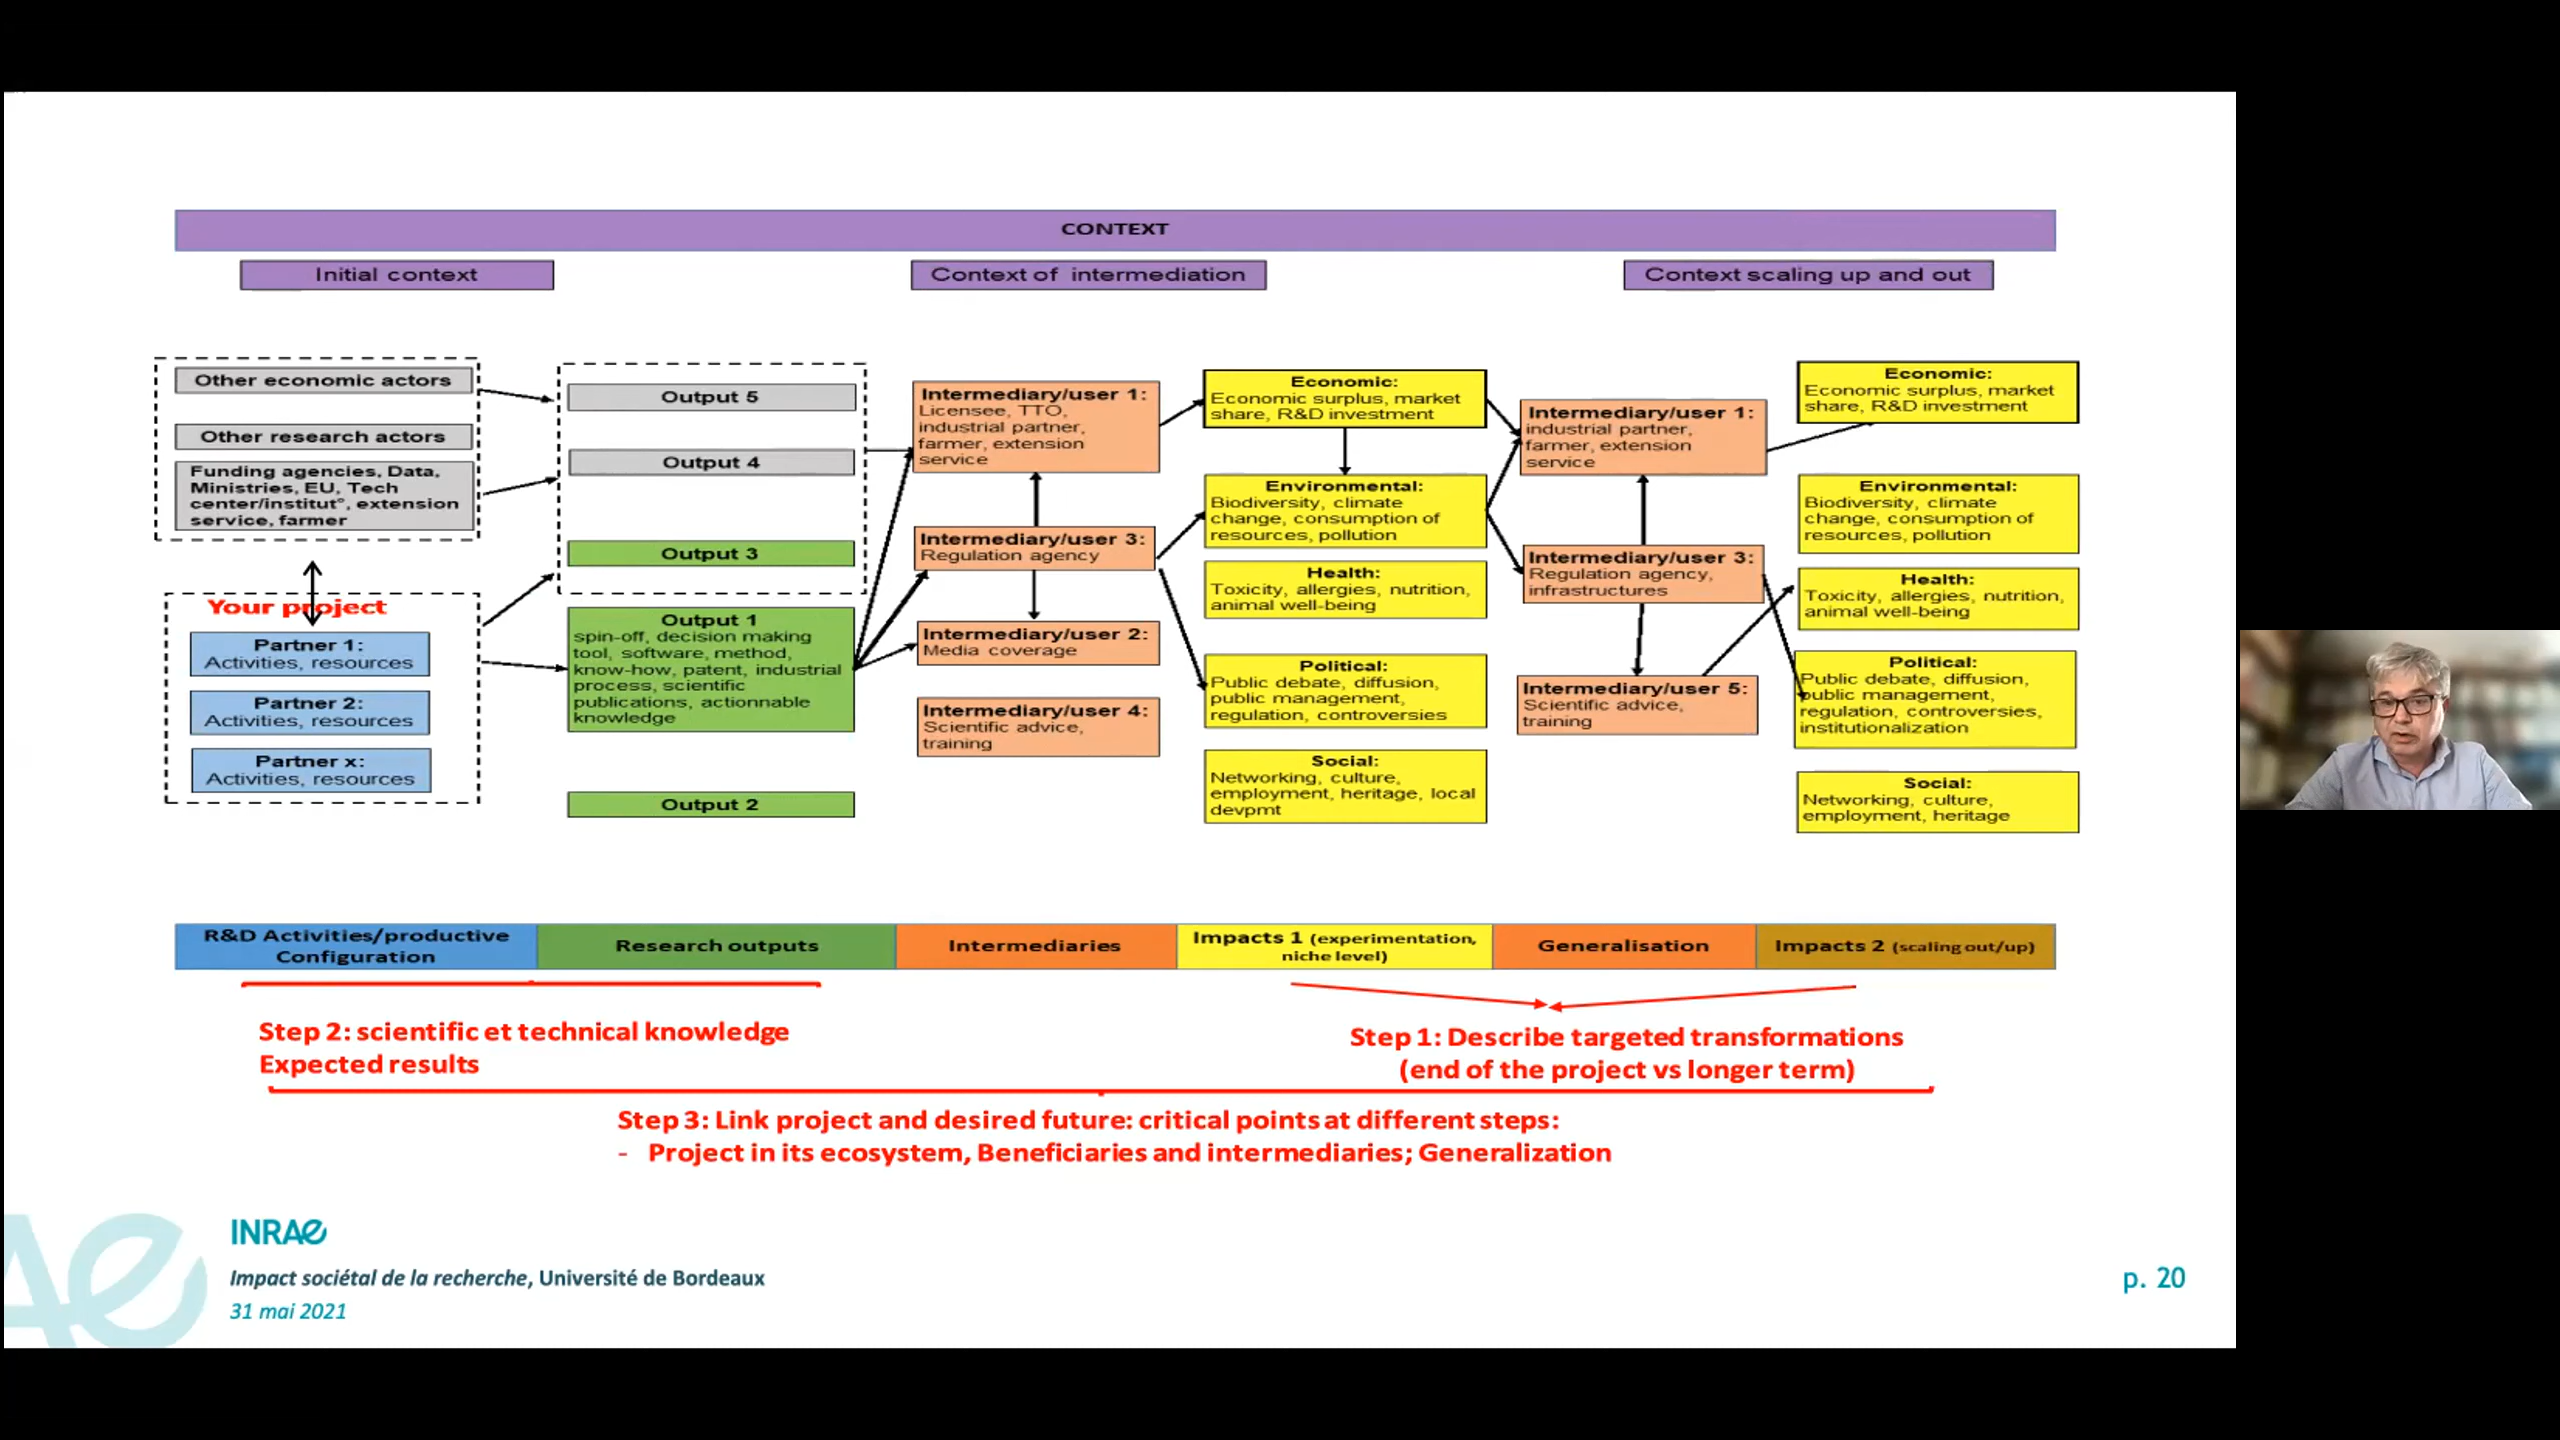 CONTEXT
Initial context
Context of intermediation
Context scaling up and out
Other economic actors
Other research actors
Funding agencies, Data,
Ministries, EU, Tech
center/institut°, extension
service, farmer
Your project
Partner 1:
Activities, resources
Partner 2:
Activities, resources
Partner x:
Activities, resources
Output 5
Output 4
Output 3
Output 1
spin-off, decision making
tool, software, method,
know-how, patent, industrial
process, scientific
publications, actionnable
knowledge
Output 2
Intermediary/user 1:
Licensee, TTO,
industrial partner,
farmer, extension
service
Intermediary/user 3:
Regulation agency
Intermediary/user 2:
Media coverage
Intermediary/user 4:
Scientific advice,
training
Economic:
Economic surplus, market
share, R&D investment
Environmental:
Biodiversity, climate
change, consumption of
resources, pollution
Health:
Toxicity, allergies, nutrition,
animal well-being
Political:
Public debate, diffusion,
public management,
regulation, controversies
Social:
Networking, culture,
employment, heritage, local
devpmt
Intermediary/user 1:
industrial partner,
farmer, extension
service
Intermediary/user 3:
Regulation agency,
infrastructures
Intermediary/user 5:
Scientific advice,
training
Economic:
Economic surplus, market
share, R&D investment
Environmental:
Biodiversity, climate
change, consumption of
resources, pollution
Health:
Toxicity, allergies, nutrition,
animal well-being
Political:
Public debate, diffusion,
public management,
regulation, controversies,
institutionalization
Social:
Networking, culture,
employment, heritage
R&D Activities/productive
Configuration
Research outputs
Intermediaries
Impacts 1 (experimentation,
niche level)
Generalisation
Impacts 2 (scaling out/up)
Step 2: scientific et technical knowledge
Expected results
Step 1: Describe targeted transformations
(end of the project vs longer term)
Step 3: Link project and desired future: critical points at different steps:
- Project in its ecosystem, Beneficiaries and intermediaries; Generalization
INRAE
Impact sociétal de la recherche, Université de Bordeaux
31 mai 2021
p. 20